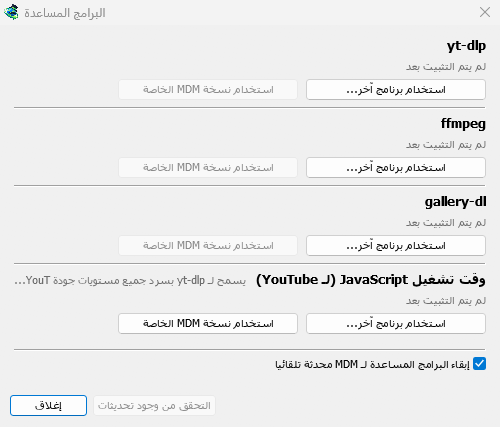 البرامج المساعدة
yt-dlp
لم يتم التثبيت بعد
استخدام برنامج آخر...
استخدام نسخة MDM الخاصة
ffmpeg
لم يتم التثبيت بعد
استخدام برنامج آخر...
استخدام نسخة MDM الخاصة
gallery-dl
لم يتم التثبيت بعد
استخدام برنامج آخر...
استخدام نسخة MDM الخاصة
وقت تشغيل JavaScript (لـ YouTube) يسمح لـ yt-dlp بسرد جميع مستويات جودة YouT...
لم يتم التثبيت بعد
استخدام برنامج آخر...
استخدام نسخة MDM الخاصة
إبقاء البرامج المساعدة لـ MDM محدثة تلقائيا
التحقق من وجود تحديثات
إغلاق